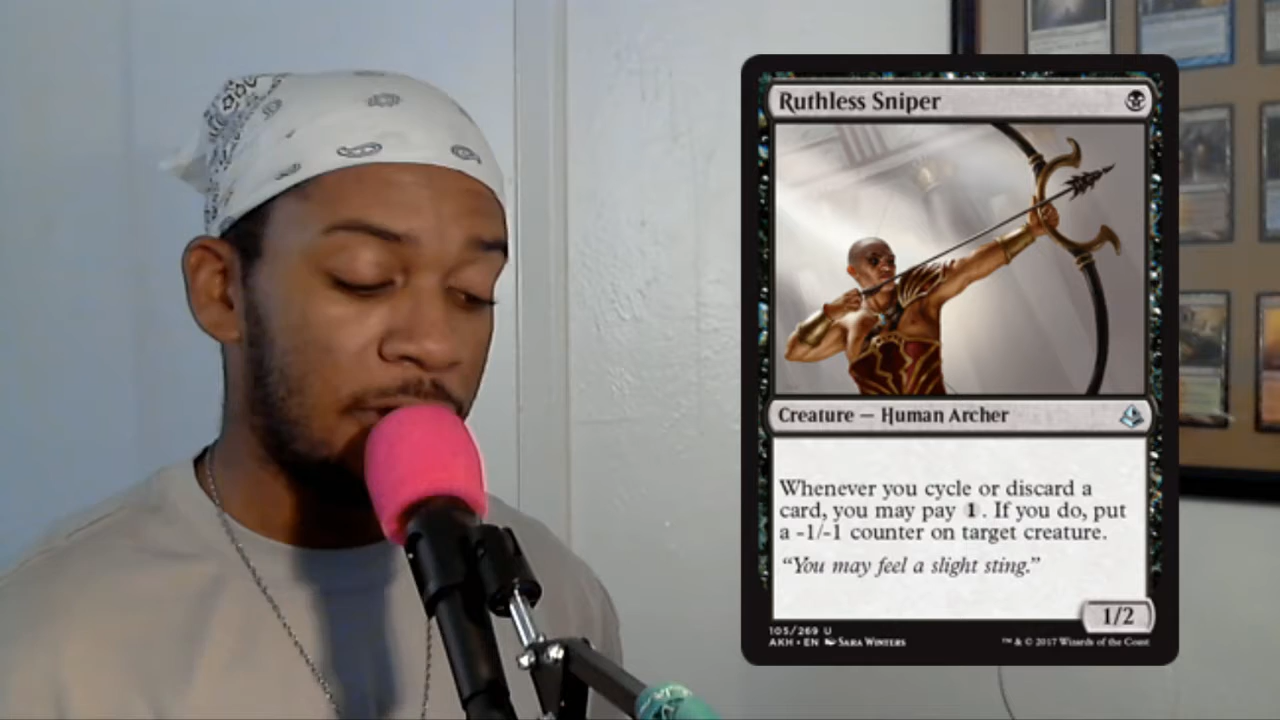 Ruthless Sniper
Creature — Human Archer
Whenever you cycle or discard a
card, you may pay 1. If you do, put
a -1/-1 counter on target creature.
“You may feel a slight sting.”
1/2
105/269 U
AKH • EN Sara Winters
™ & © 2017 Wizards of the Coast